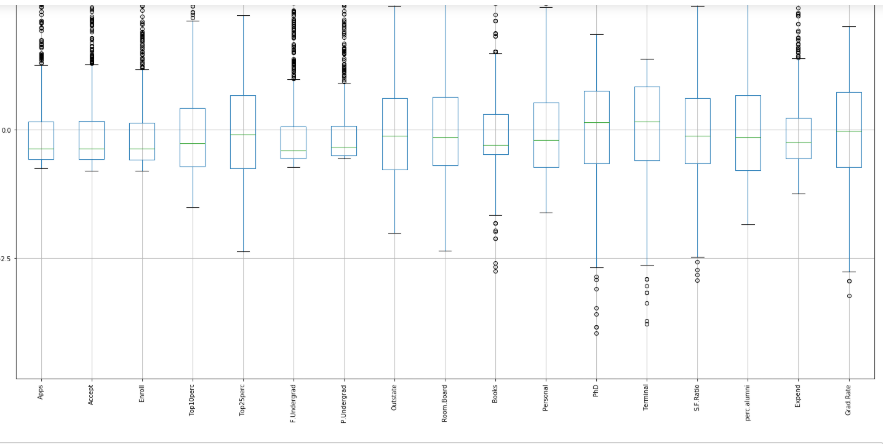 0.0
2.5
Apps
Accept
Enroll
Top10perc
Top25perc
F.Undergrad
P.Undergrad
Outstate
Room.Board
Books
Personal
PhD
Terminal
S.F.Ratio
perc.alumni
Expend
Grad.Rate